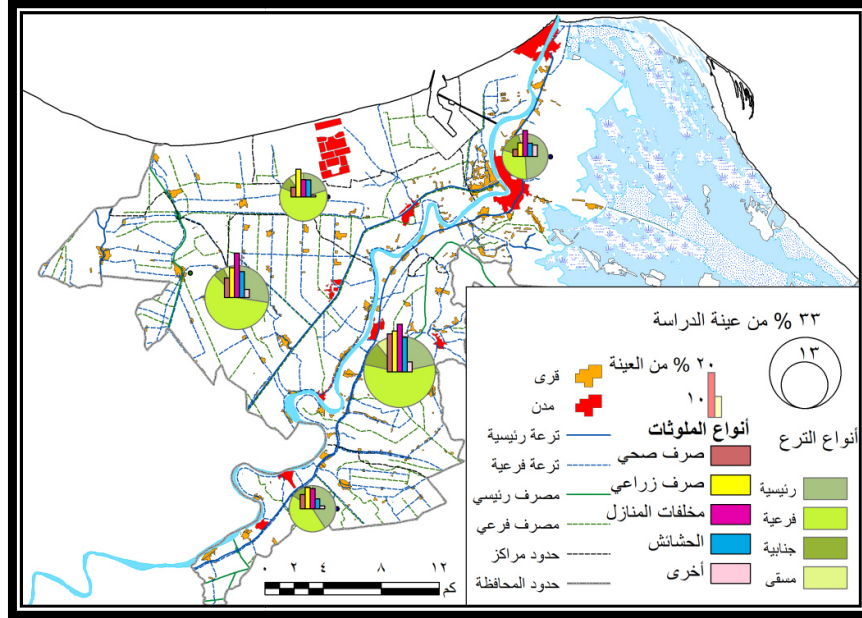 ٣٣ % من عينة الدراسة
١٣
٢٠ % من العينة
١٠
قرى
مدن
ترعة رئيسية
ترعة فرعية
مصرف رئيسي
مصرف فرعي
حدود مراكز
حدود المحافظة
أنواع الملوثات
صرف صحي
صرف زراعي
مخلفات المنازل
الحشائش
أخرى
أنواع الترع
رئيسية
فرعية
جنابية
مسقى
٠ ٢ ٤ ٨ ١٢
كم